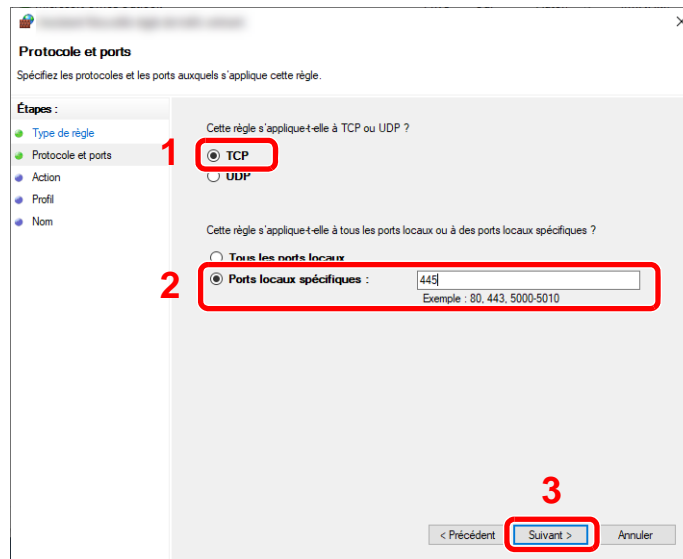 Protocole et ports
Spécifiez les protocoles et les ports auxquels s'applique cette règle.
Étapes :
Type de règle
Protocole et ports
Action
Profil
Nom
Cette règle s'applique-t-elle à TCP ou UDP ?
1
TCP
UDP
Cette règle s'applique-t-elle à tous les ports locaux ou à des ports locaux spécifiques ?
Tous les ports locaux
2
Ports locaux spécifiques : 445
Exemple : 80, 443, 5000-5010
3
< Précédent Suivant > Annuler